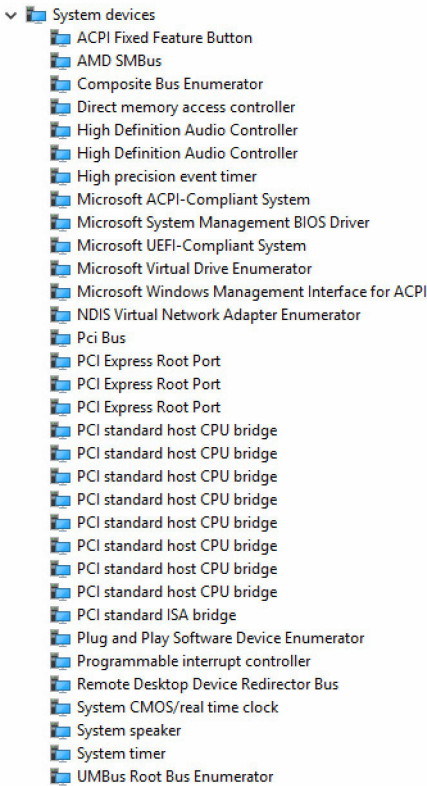 System devices
ACPI Fixed Feature Button
AMD SMBus
Composite Bus Enumerator
Direct memory access controller
High Definition Audio Controller
High Definition Audio Controller
High precision event timer
Microsoft ACPI-Compliant System
Microsoft System Management BIOS Driver
Microsoft UEFI-Compliant System
Microsoft Virtual Drive Enumerator
Microsoft Windows Management Interface for ACPI
NDIS Virtual Network Adapter Enumerator
Pci Bus
PCI Express Root Port
PCI Express Root Port
PCI Express Root Port
PCI standard host CPU bridge
PCI standard host CPU bridge
PCI standard host CPU bridge
PCI standard host CPU bridge
PCI standard host CPU bridge
PCI standard host CPU bridge
PCI standard host CPU bridge
PCI standard host CPU bridge
PCI standard ISA bridge
Plug and Play Software Device Enumerator
Programmable interrupt controller
Remote Desktop Device Redirector Bus
System CMOS/real time clock
System speaker
System timer
UMBus Root Bus Enumerator